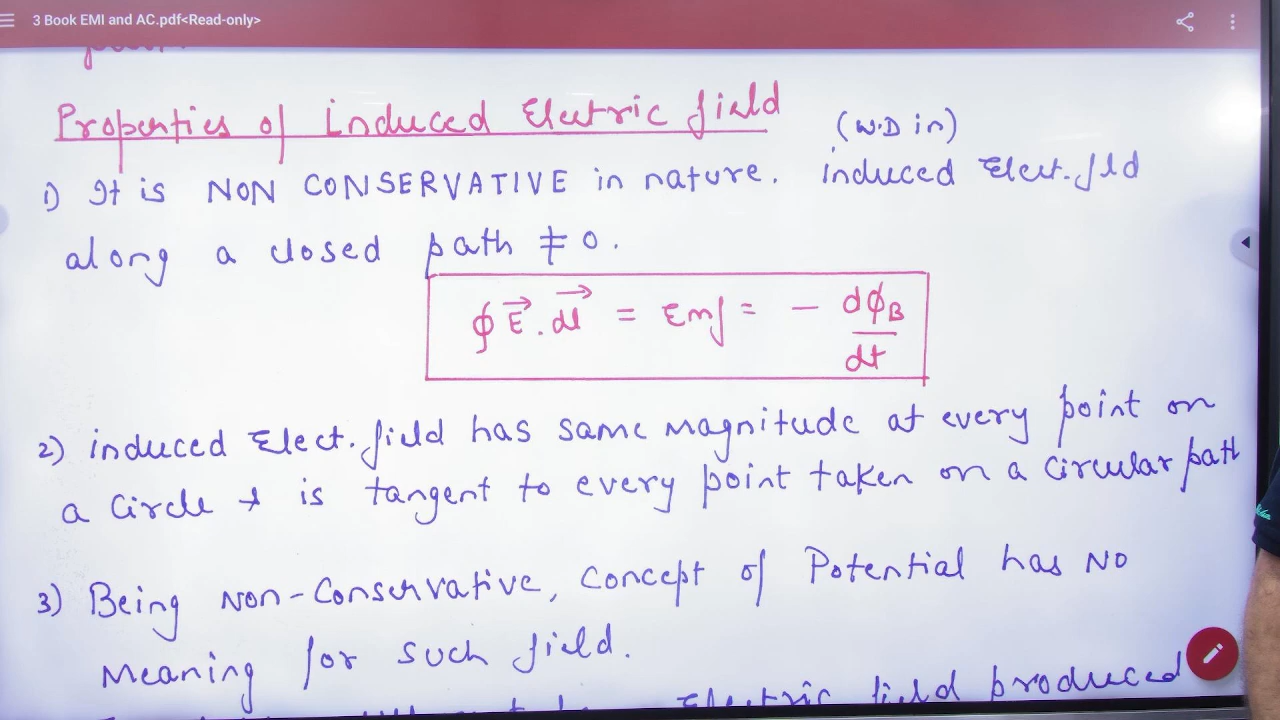 3 Book EMI and AC.pdf<Read-only>
Properties of induced Electric field
(W.D in)
1) It is NON CONSERVATIVE in nature. induced Elect. fld
along a closed path ≠ 0.
∮ E⃗ . dl⃗ = Emf = - dϕB/dt
2) induced Elect. field has same magnitude at every point on
a circle & is tangent to every point taken on a circular path
3) Being Non-Conservative, Concept of Potential has NO
Meaning for such field.
Electric field produced